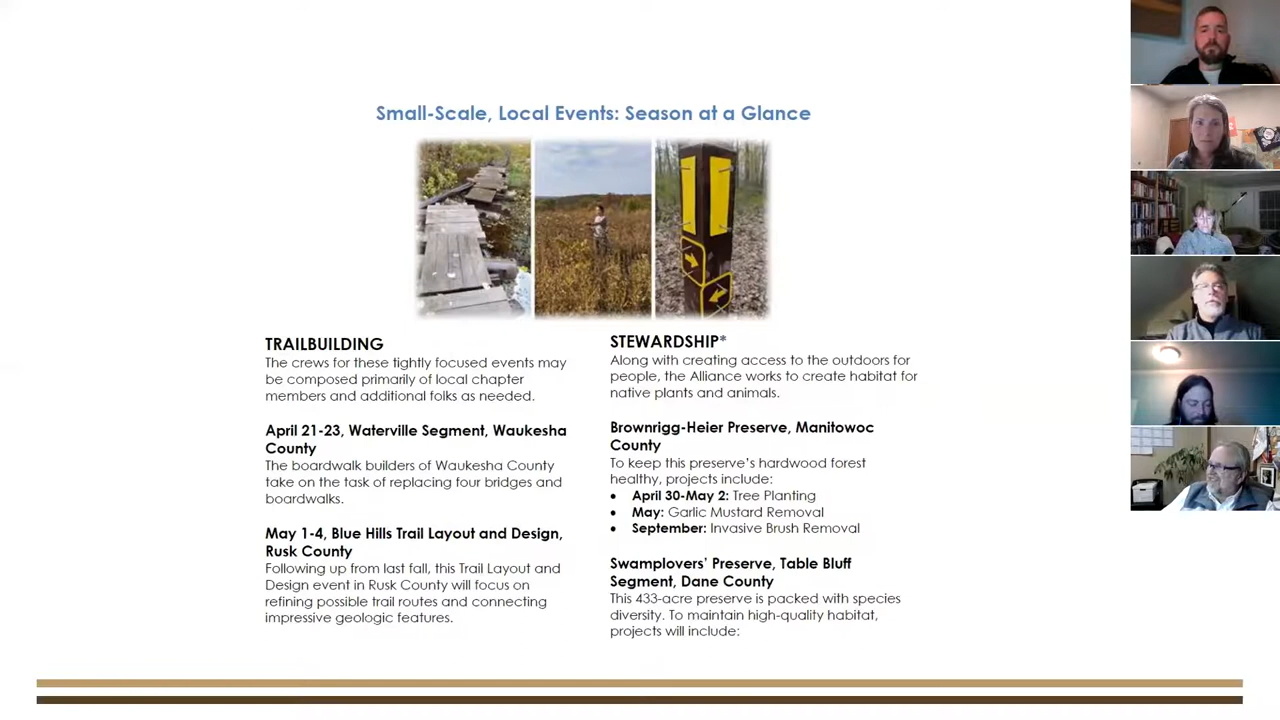 Small-Scale, Local Events: Season at a Glance
TRAILBUILDING
The crews for these tightly focused events may
be composed primarily of local chapter
members and additional folks as needed.
April 21-23, Waterville Segment, Waukesha
County
The boardwalk builders of Waukesha County
take on the task of replacing four bridges and
boardwalks.
May 1-4, Blue Hills Trail Layout and Design,
Rusk County
Following up from last fall, this Trail Layout and
Design event in Rusk County will focus on
refining possible trail routes and connecting
impressive geologic features.
STEWARDSHIP*
Along with creating access to the outdoors for
people, the Alliance works to create habitat for
native plants and animals.
Brownrigg-Heier Preserve, Manitowoc
County
To keep this preserve's hardwood forest
healthy, projects include:
• April 30-May 2: Tree Planting
• May: Garlic Mustard Removal
• September: Invasive Brush Removal
Swamplovers' Preserve, Table Bluff
Segment, Dane County
This 433-acre preserve is packed with species
diversity. To maintain high-quality habitat,
projects will include: